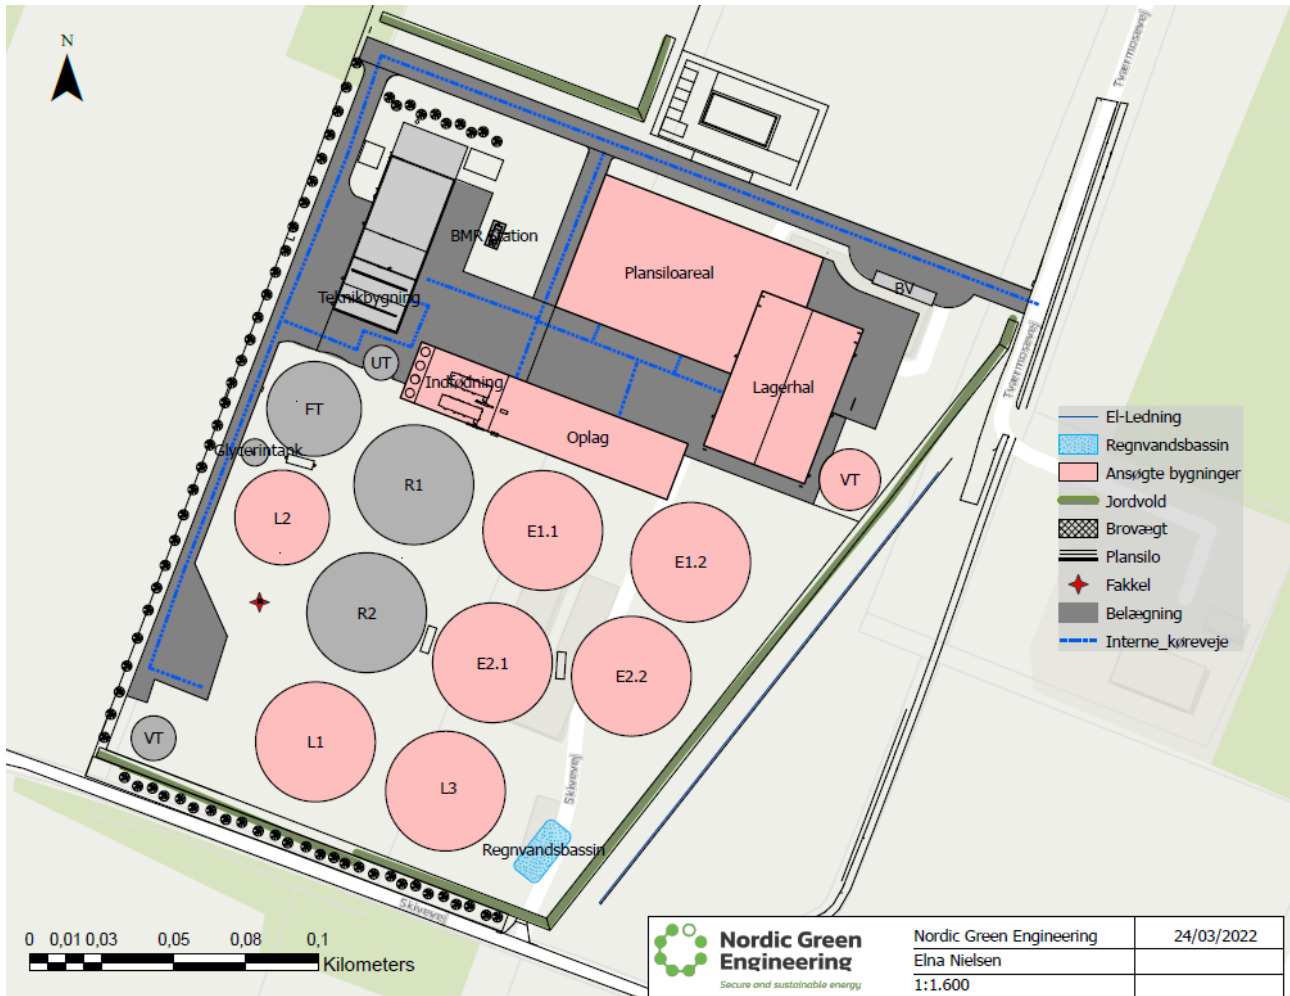 N
Tværmosevej
BMR Station
Plansiloareal
BV
Teknikbygning
Tværmosevej
UT
Indfødning
Lagerhal
FT
Oplag
Glycerintank
R1
VT
L2
E1.1
E1.2
R2
E2.1
E2.2
VT
L1
L3
Skivevej
Regnvandsbassin
Skivevej
El-Ledning
Regnvandsbassin
Ansøgte bygninger
Jordvold
Brovægt
Plansilo
Fakkel
Belægning
Interne_køreveje
0 0,01 0,03 0,05 0,08 0,1
Kilometers
Nordic Green
Engineering
Secure and sustainable energy
Nordic Green Engineering 24/03/2022
Elna Nielsen
1:1.600